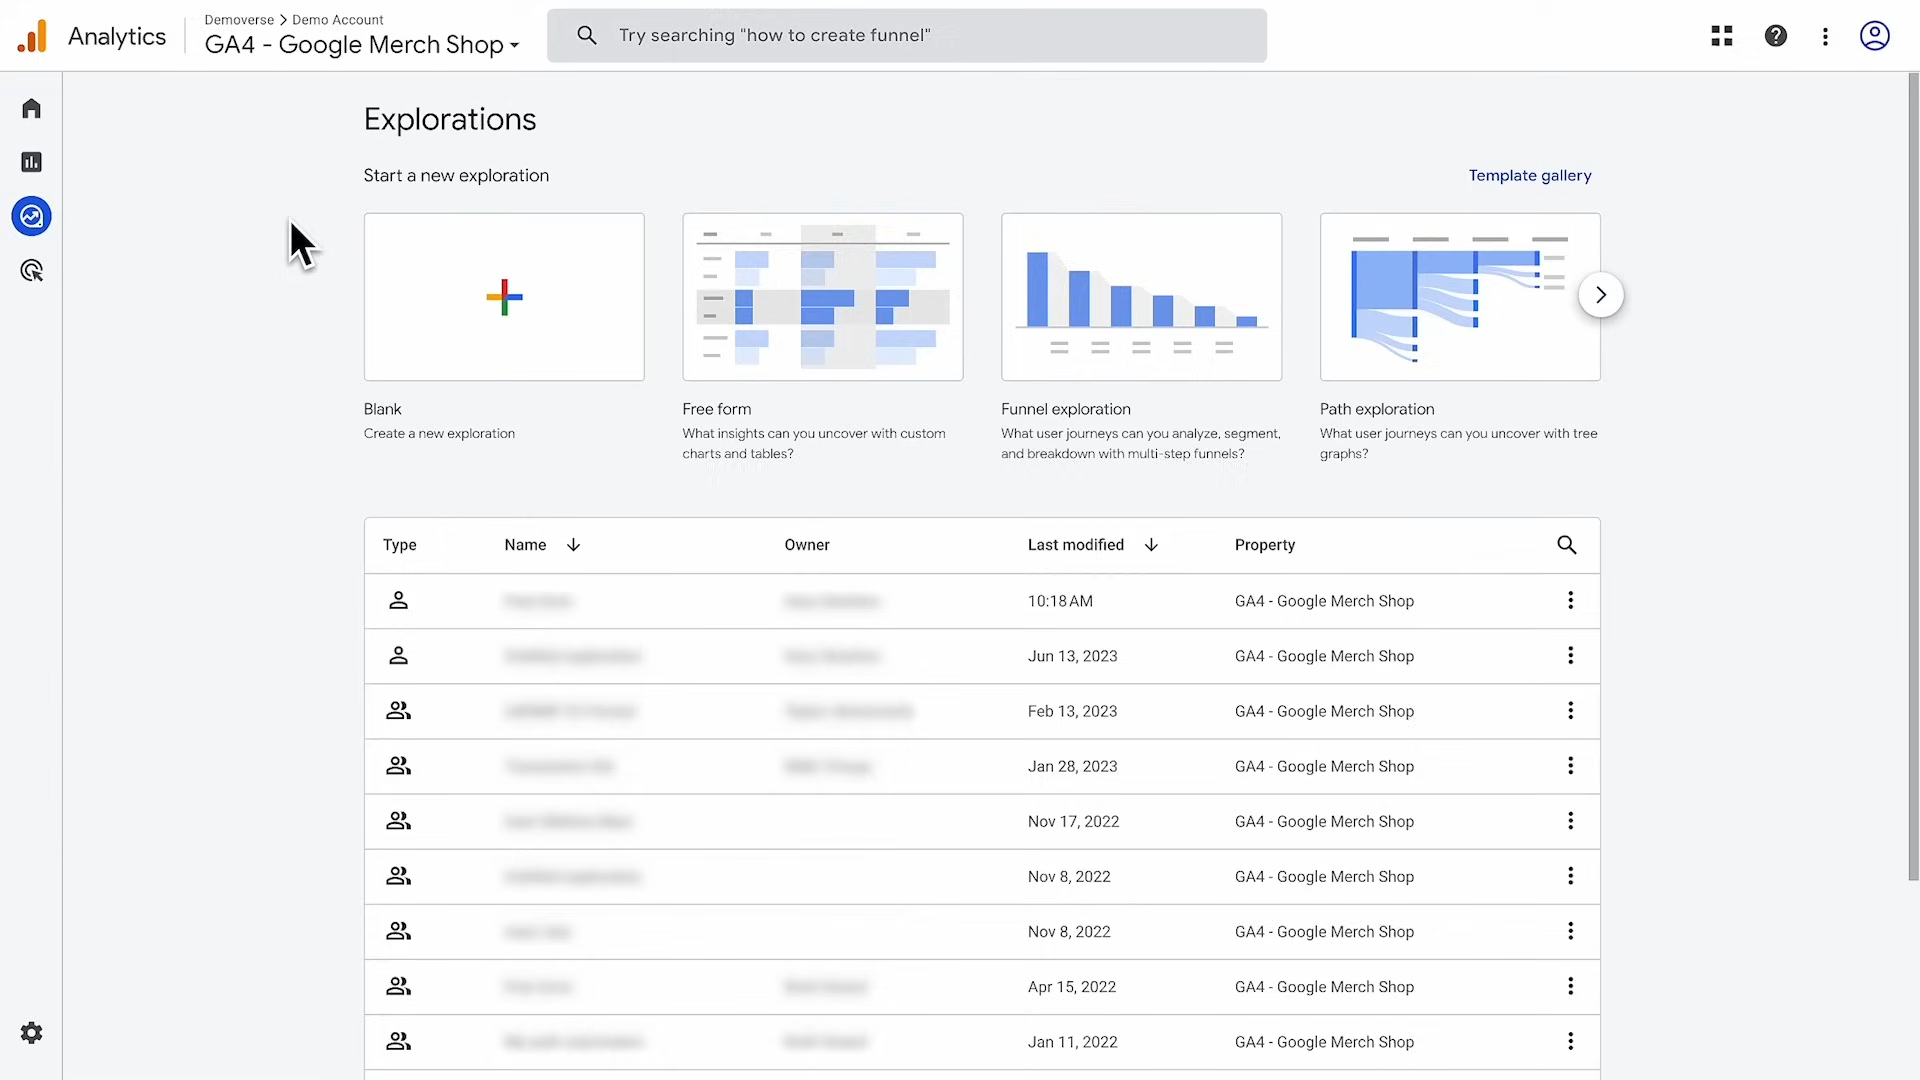 Analytics
Demoverse > Demo Account
GA4 - Google Merch Shop
Try searching "how to create funnel"
Explorations
Start a new exploration
Template gallery
Blank
Create a new exploration
Free form
What insights can you uncover with custom
charts and tables?
Funnel exploration
What user journeys can you analyze, segment,
and breakdown with multi-step funnels?
Path exploration
What user journeys can you uncover with tree
graphs?
Type Name Owner Last modified Property
10:18 AM GA4 - Google Merch Shop
Jun 13, 2023 GA4 - Google Merch Shop
Feb 13, 2023 GA4 - Google Merch Shop
Jan 28, 2023 GA4 - Google Merch Shop
Nov 17, 2022 GA4 - Google Merch Shop
Nov 8, 2022 GA4 - Google Merch Shop
Nov 8, 2022 GA4 - Google Merch Shop
Apr 15, 2022 GA4 - Google Merch Shop
Jan 11, 2022 GA4 - Google Merch Shop